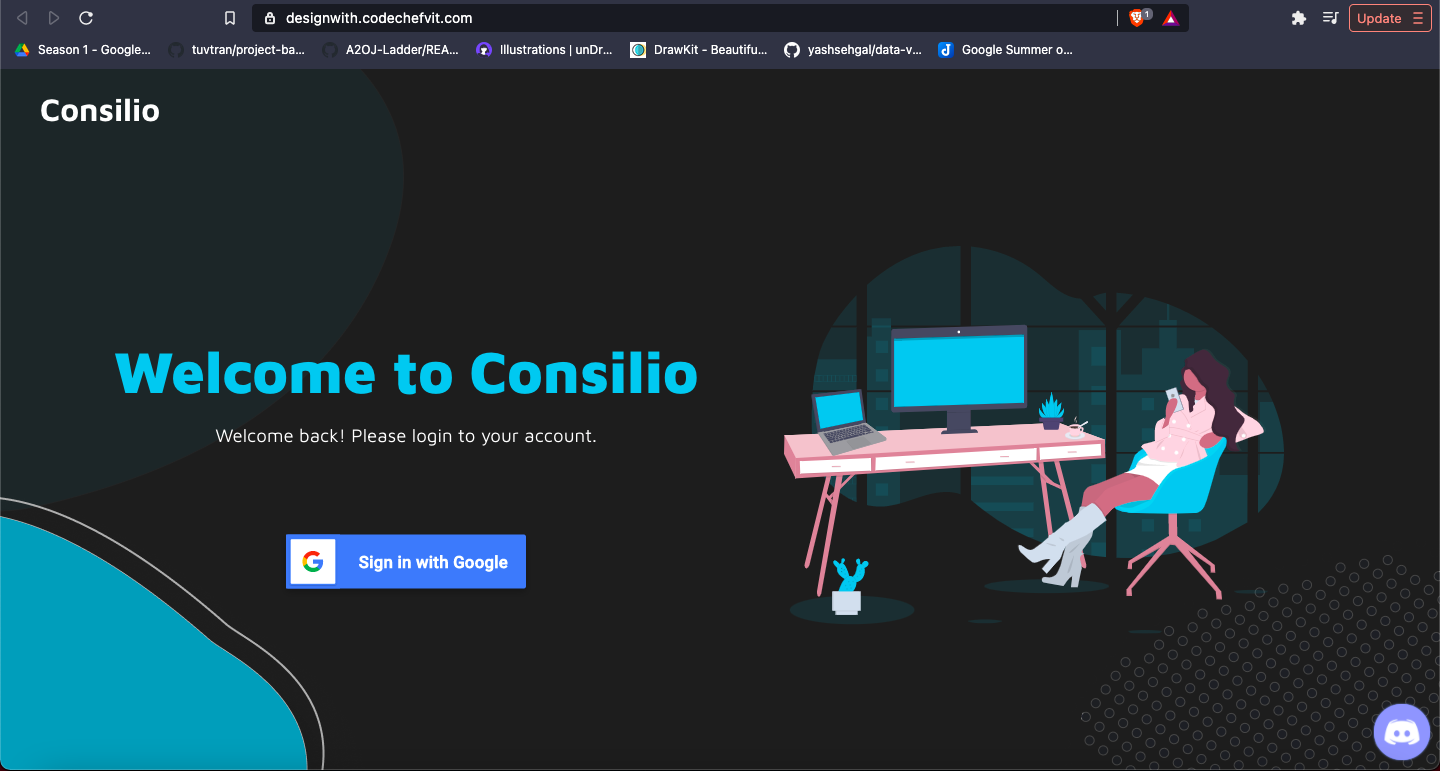 designwith.codechefvit.com
1
Update
Season 1 - Google...
tuvtran/project-ba...
A2OJ-Ladder/REA...
Illustrations | unDr...
DrawKit - Beautifu...
yashsehgal/data-v...
Google Summer o...
Consilio
Welcome to Consilio
Welcome back! Please login to your account.
Sign in with Google